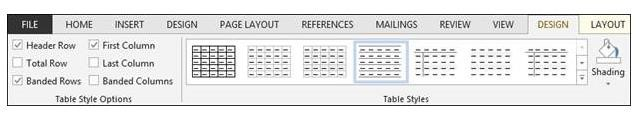 FILE HOME INSERT DESIGN PAGE LAYOUT REFERENCES MAILINGS REVIEW VIEW DESIGN LAYOUT
Header Row First Column
Total Row Last Column
Banded Rows Banded Columns
Shading
Table Style Options Table Styles